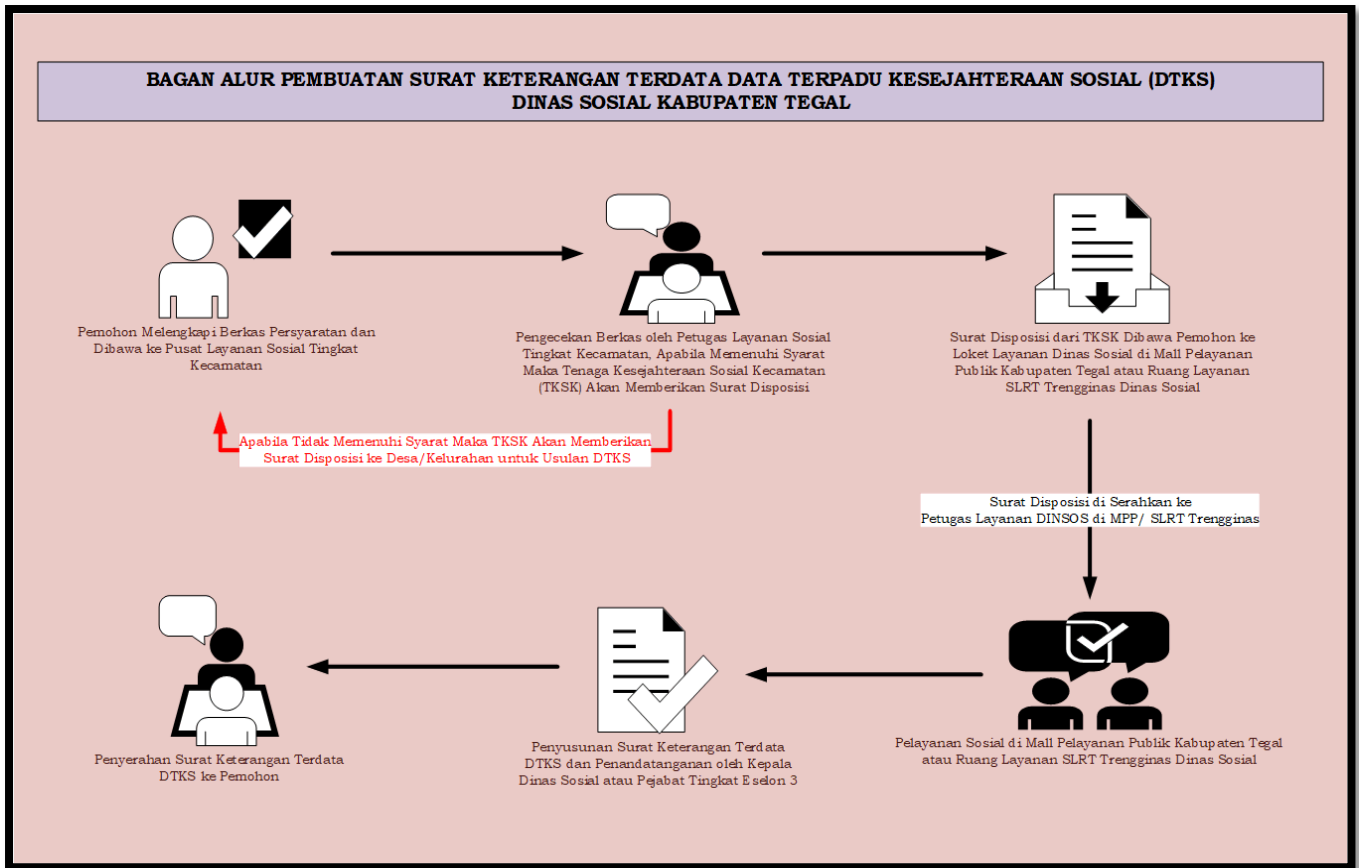 BAGAN ALUR PEMBUATAN SURAT KETERANGAN TERDATA DATA TERPADU KESEJAHTERAAN SOSIAL (DTKS)
DINAS SOSIAL KABUPATEN TEGAL
Pemohon Melengkapi Berkas Persyaratan dan
Dibawa ke Pusat Layanan Sosial Tingkat
Kecamatan
Pengecekan Berkas oleh Petugas Layanan Sosial
Tingkat Kecamatan, Apabila Memenuhi Syarat
Maka Tenaga Kesejahteraan Sosial Kecamatan
(TKSK) Akan Memberikan Surat Disposisi
Surat Disposisi dari TKSK Dibawa Pemohon ke
Loket Layanan Dinas Sosial di Mall Pelayanan
Publik Kabupaten Tegal atau Ruang Layanan
SLRT Trengginas Dinas Sosial
Apabila Tidak Memenuhi Syarat Maka TKSK Akan Memberikan
Surat Disposisi ke Desa/Kelurahan untuk Usulan DTKS
Surat Disposisi di Serahkan ke
Petugas Layanan DINSOS di MPP/ SLRT Trengginas
Pelayanan Sosial di Mall Pelayanan Publik Kabupaten Tegal
atau Ruang Layanan SLRT Trengginas Dinas Sosial
Penyusunan Surat Keterangan Terdata
DTKS dan Penandatanganan oleh Kepala
Dinas Sosial atau Pejabat Tingkat Eselon 3
Penyerahan Surat Keterangan Terdata
DTKS ke Pemohon